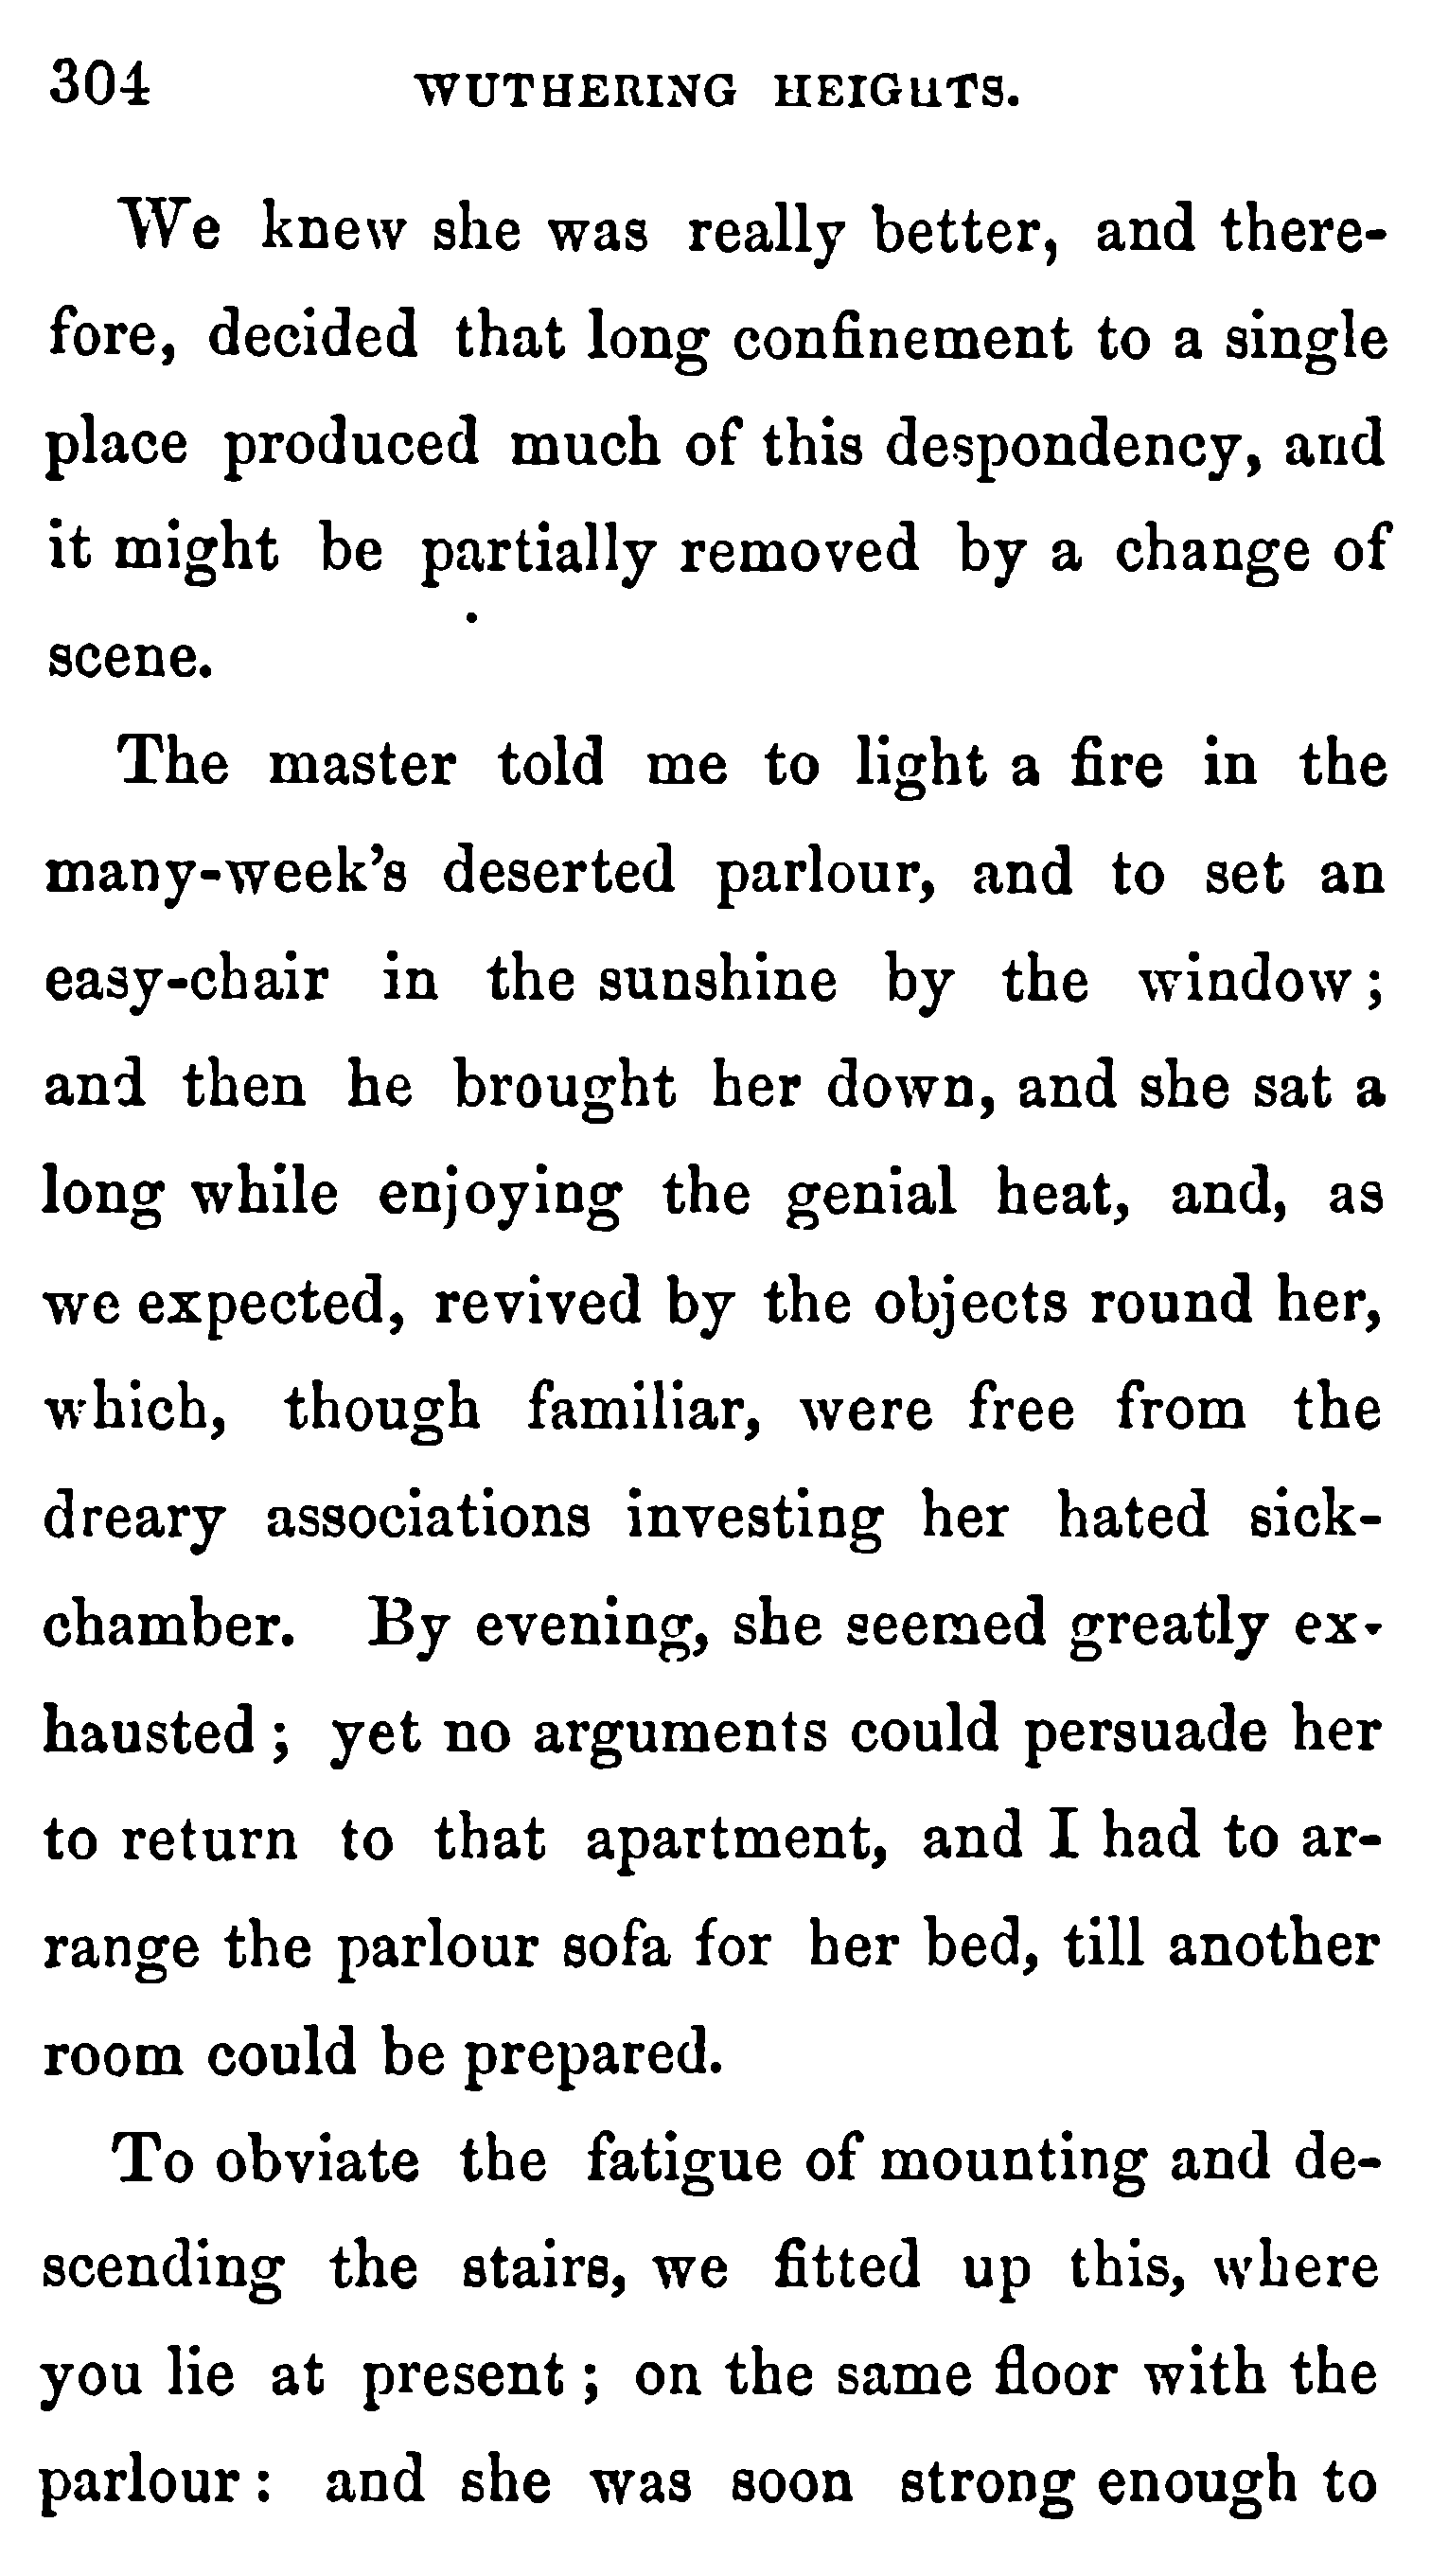 304 WUTHERING HEIGHTS.
We knew she was really better, and there-
fore, decided that long confinement to a single
place produced much of this despondency, and
it might be partially removed by a change of
scene.
The master told me to light a fire in the
many-week's deserted parlour, and to set an
easy-chair in the sunshine by the window;
and then he brought her down, and she sat a
long while enjoying the genial heat, and, as
we expected, revived by the objects round her,
which, though familiar, were free from the
dreary associations investing her hated sick-
chamber. By evening, she seemed greatly ex-
hausted; yet no arguments could persuade her
to return to that apartment, and I had to ar-
range the parlour sofa for her bed, till another
room could be prepared.
To obviate the fatigue of mounting and de-
scending the stairs, we fitted up this, where
you lie at present; on the same floor with the
parlour: and she was soon strong enough to